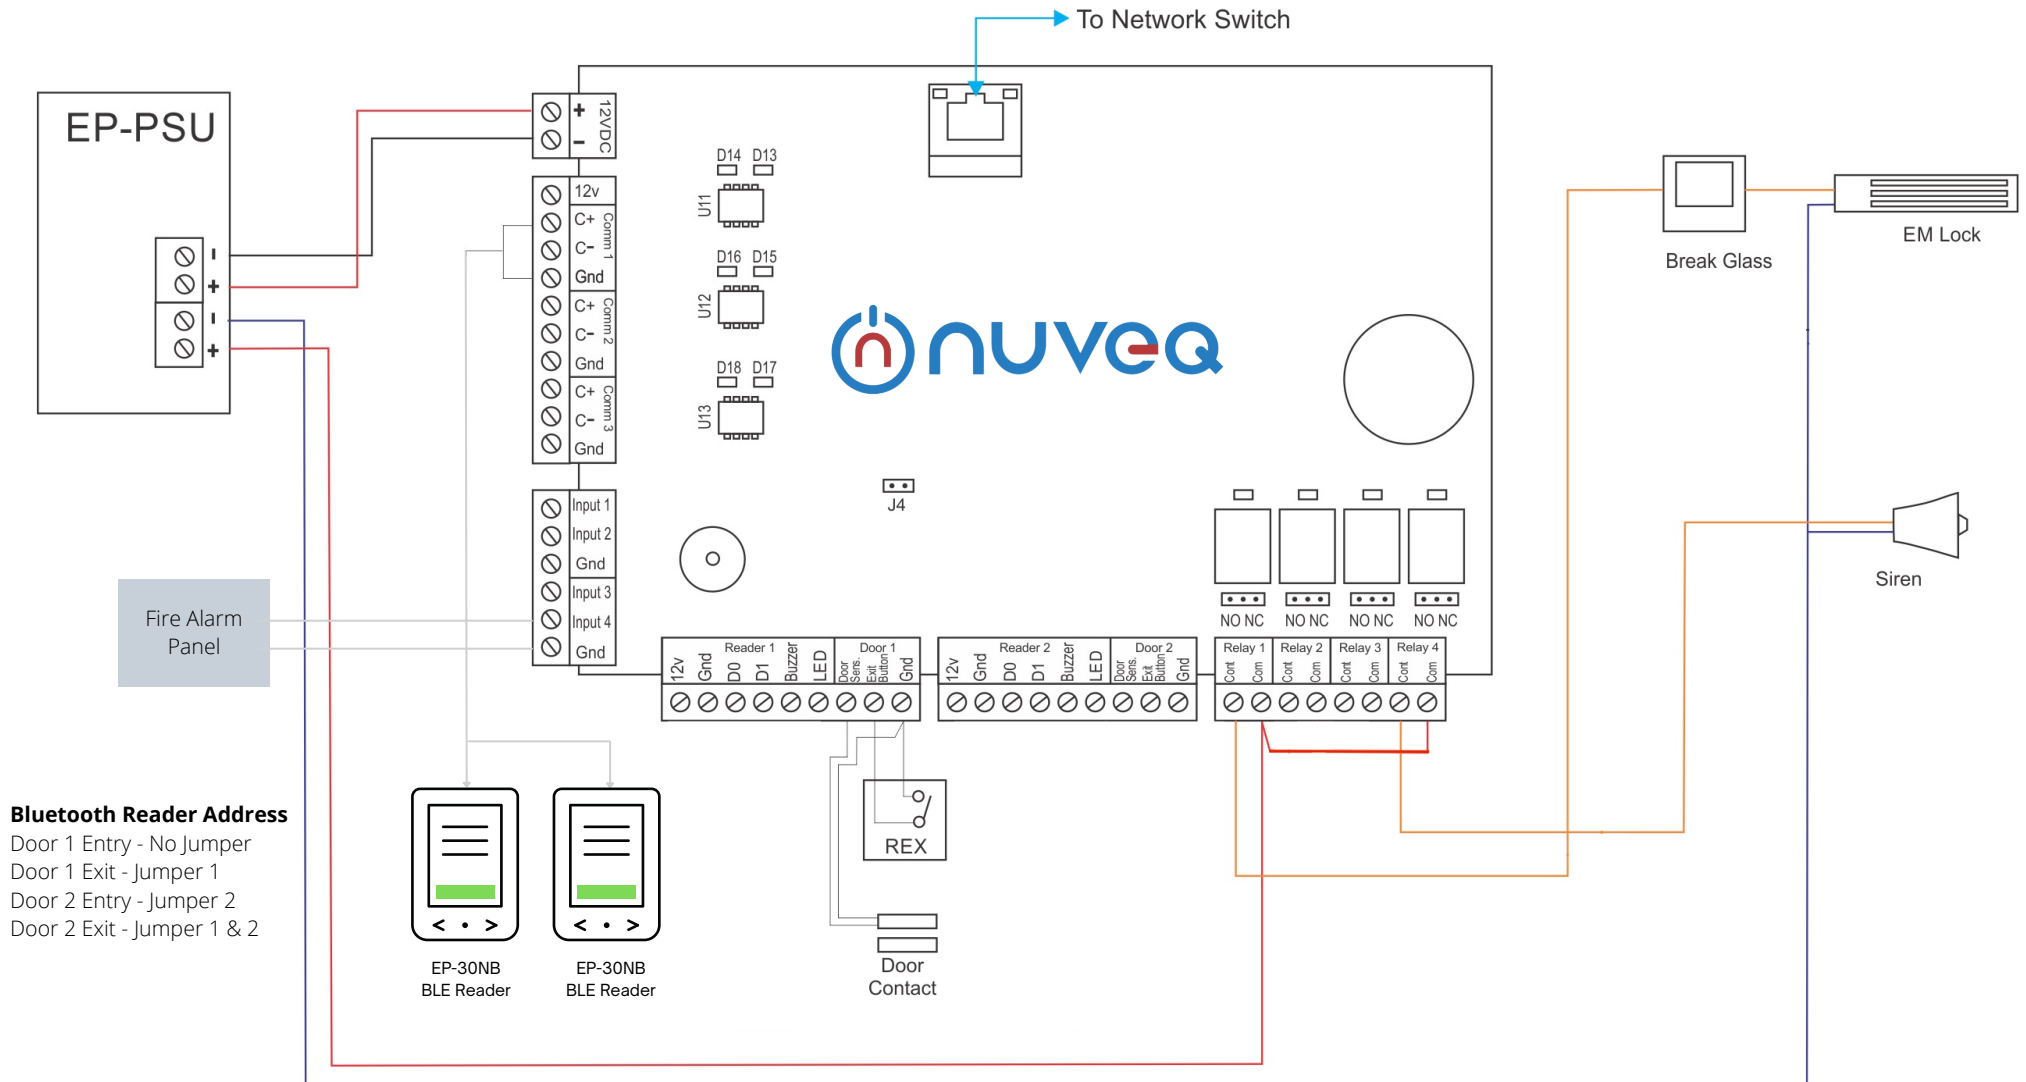 To Network Switch
EP-PSU
-
+
-
+
+
-
12VDC
12v
C+
C-
Gnd
Comm 1
C+
C-
Gnd
Comm 2
C+
C-
Gnd
Comm 3
Input 1
Input 2
Gnd
Input 3
Input 4
Gnd
D14 D13
U11
D16 D15
U12
D18 D17
U13
nuveq
J4
Break Glass
EM Lock
Siren
Fire Alarm
Panel
NO NC
NO NC
NO NC
NO NC
Reader 1
12v
Gnd
D0
D1
Buzzer
LED
Door 1
Door Sens.
Exit Button
Gnd
Reader 2
12v
Gnd
D0
D1
Buzzer
LED
Door 2
Door Sens.
Exit Button
Gnd
Relay 1
Cont
Com
Relay 2
Cont
Com
Relay 3
Cont
Com
Relay 4
Cont
Com
REX
Door
Contact
Bluetooth Reader Address
Door 1 Entry - No Jumper
Door 1 Exit - Jumper 1
Door 2 Entry - Jumper 2
Door 2 Exit - Jumper 1 & 2
< · >
EP-30NB
BLE Reader
< · >
EP-30NB
BLE Reader